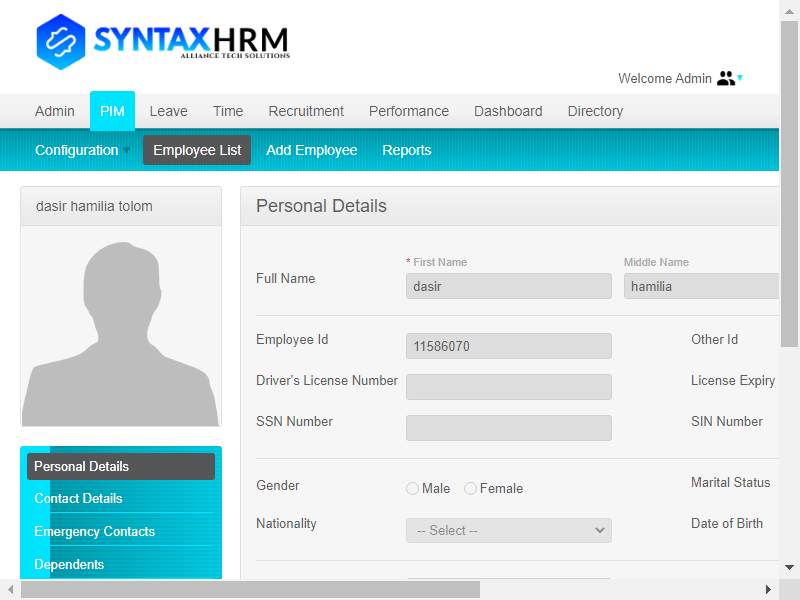 SYNTAXHRM
ALLIANCE TECH SOLUTIONS
Welcome Admin
Admin PIM Leave Time Recruitment Performance Dashboard Directory
Configuration Employee List Add Employee Reports
dasir hamilia tolom
Personal Details
Contact Details
Emergency Contacts
Dependents
Personal Details
* First Name Middle Name
Full Name dasir hamilia
Employee Id 11586070 Other Id
Driver's License Number License Expiry
SSN Number SIN Number
Gender Male Female Marital Status
Nationality -- Select -- Date of Birth